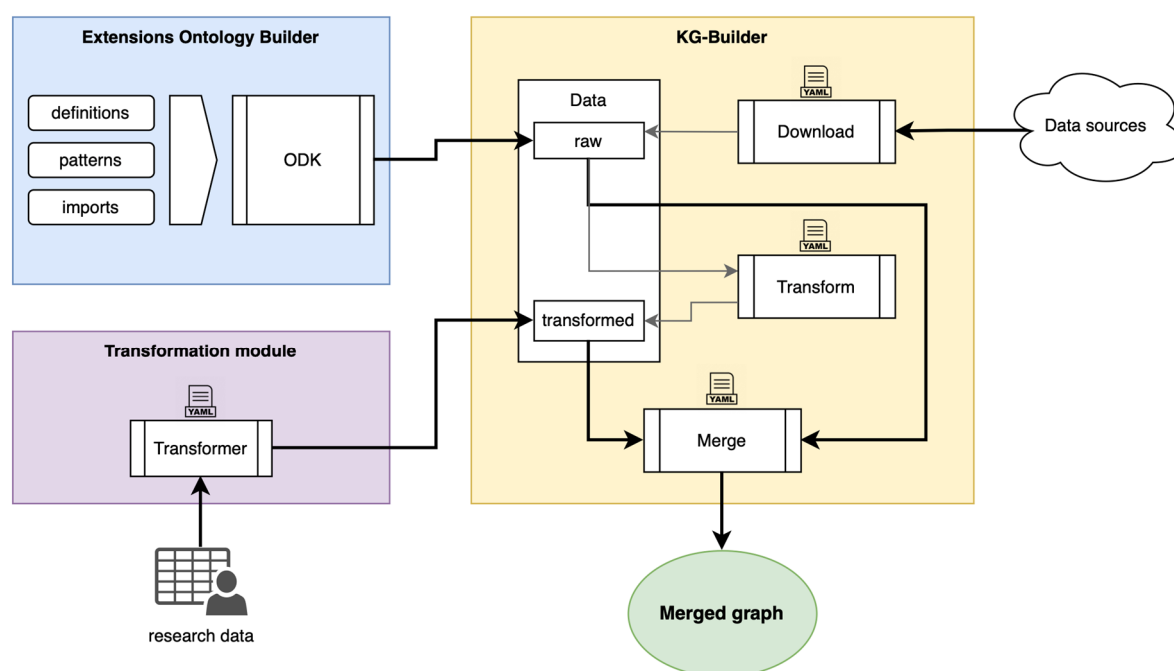 Extensions Ontology Builder
definitions
patterns
imports
ODK
Transformation module
YAML
Transformer
research data
KG-Builder
Data
raw
transformed
YAML
Download
YAML
Transform
YAML
Merge
Data sources
Merged graph